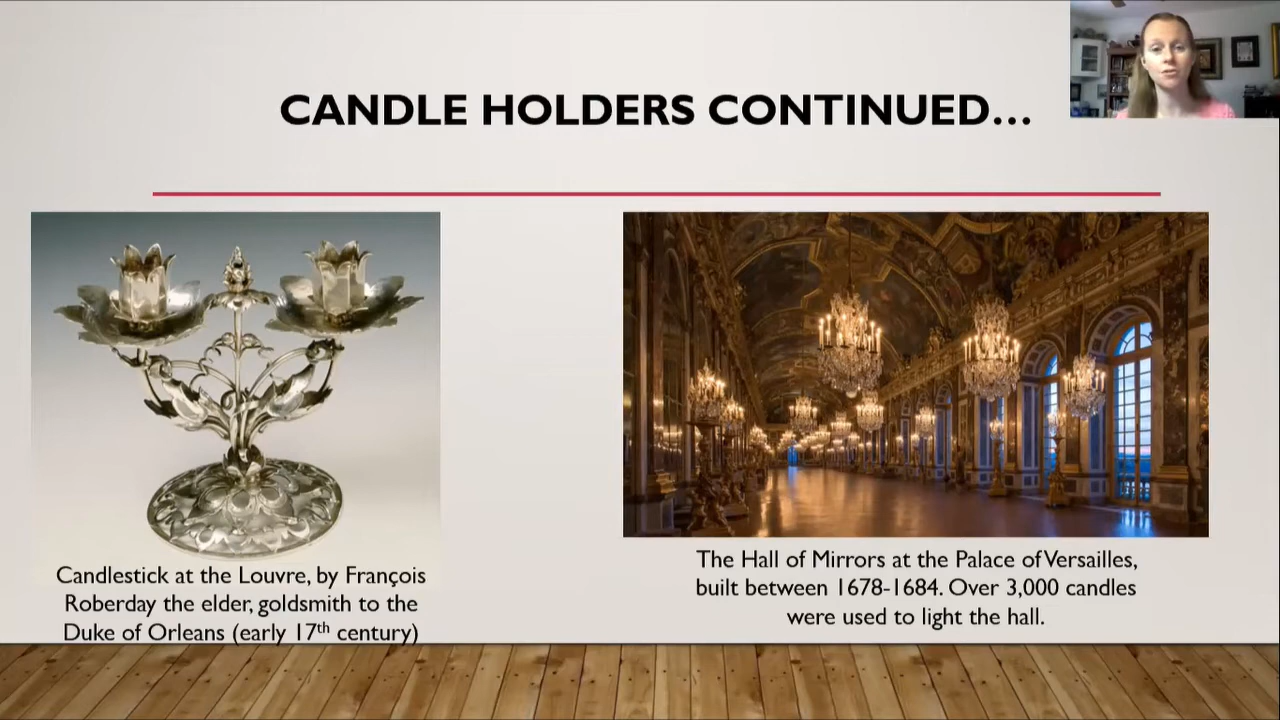 CANDLE HOLDERS CONTINUED...
Candlestick at the Louvre, by François
Roberday the elder, goldsmith to the
Duke of Orleans (early 17th century)
The Hall of Mirrors at the Palace of Versailles,
built between 1678-1684. Over 3,000 candles
were used to light the hall.